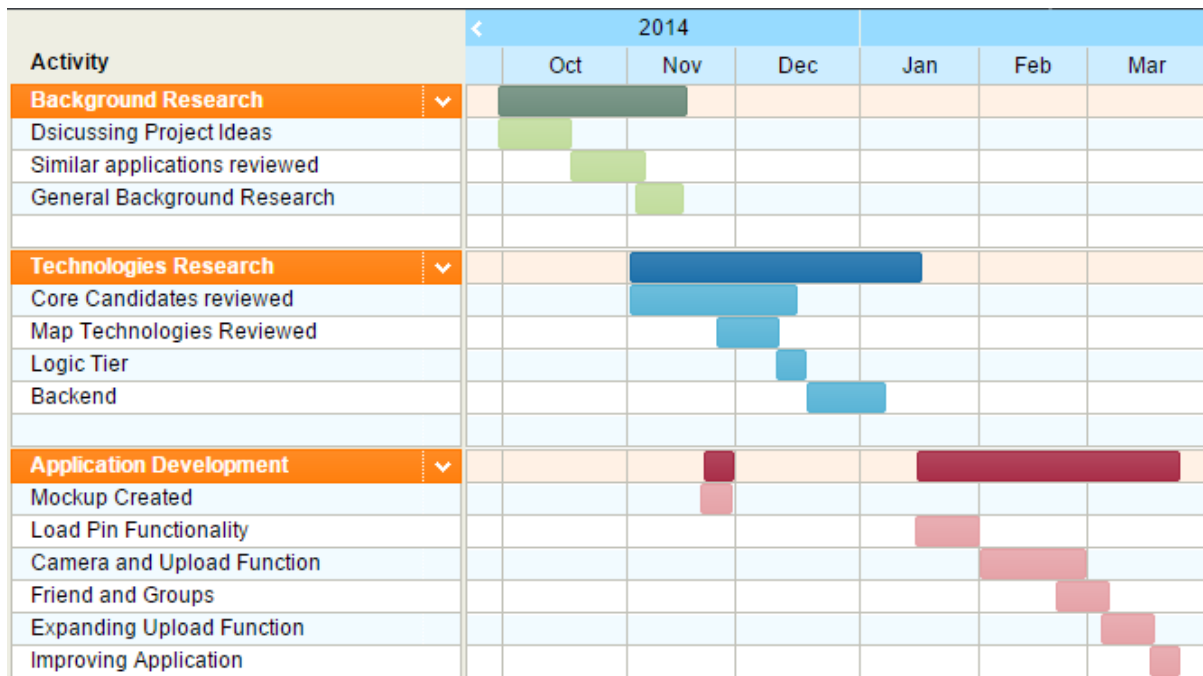 2014
Activity
Oct Nov Dec Jan Feb Mar
Background Research
Dsicussing Project Ideas
Similar applications reviewed
General Background Research
Technologies Research
Core Candidates reviewed
Map Technologies Reviewed
Logic Tier
Backend
Application Development
Mockup Created
Load Pin Functionality
Camera and Upload Function
Friend and Groups
Expanding Upload Function
Improving Application